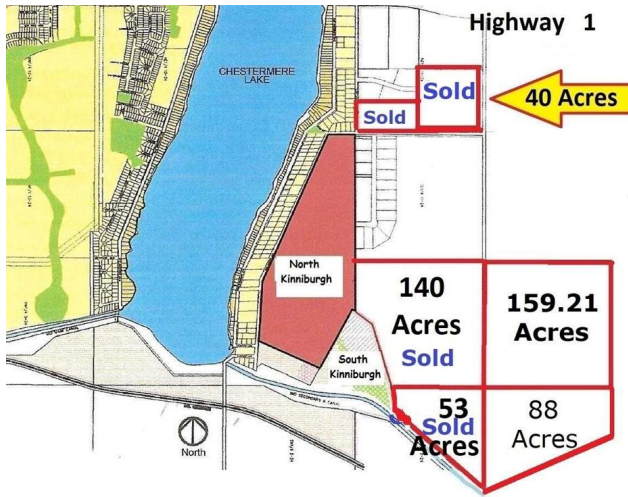 Highway 1
CHESTERMERE
LAKE
Sold
40 Acres
Sold
North
Kinniburgh
140
Acres
Sold
159.21
Acres
South
Kinniburgh
53
Sold
Acres
88
Acres
North